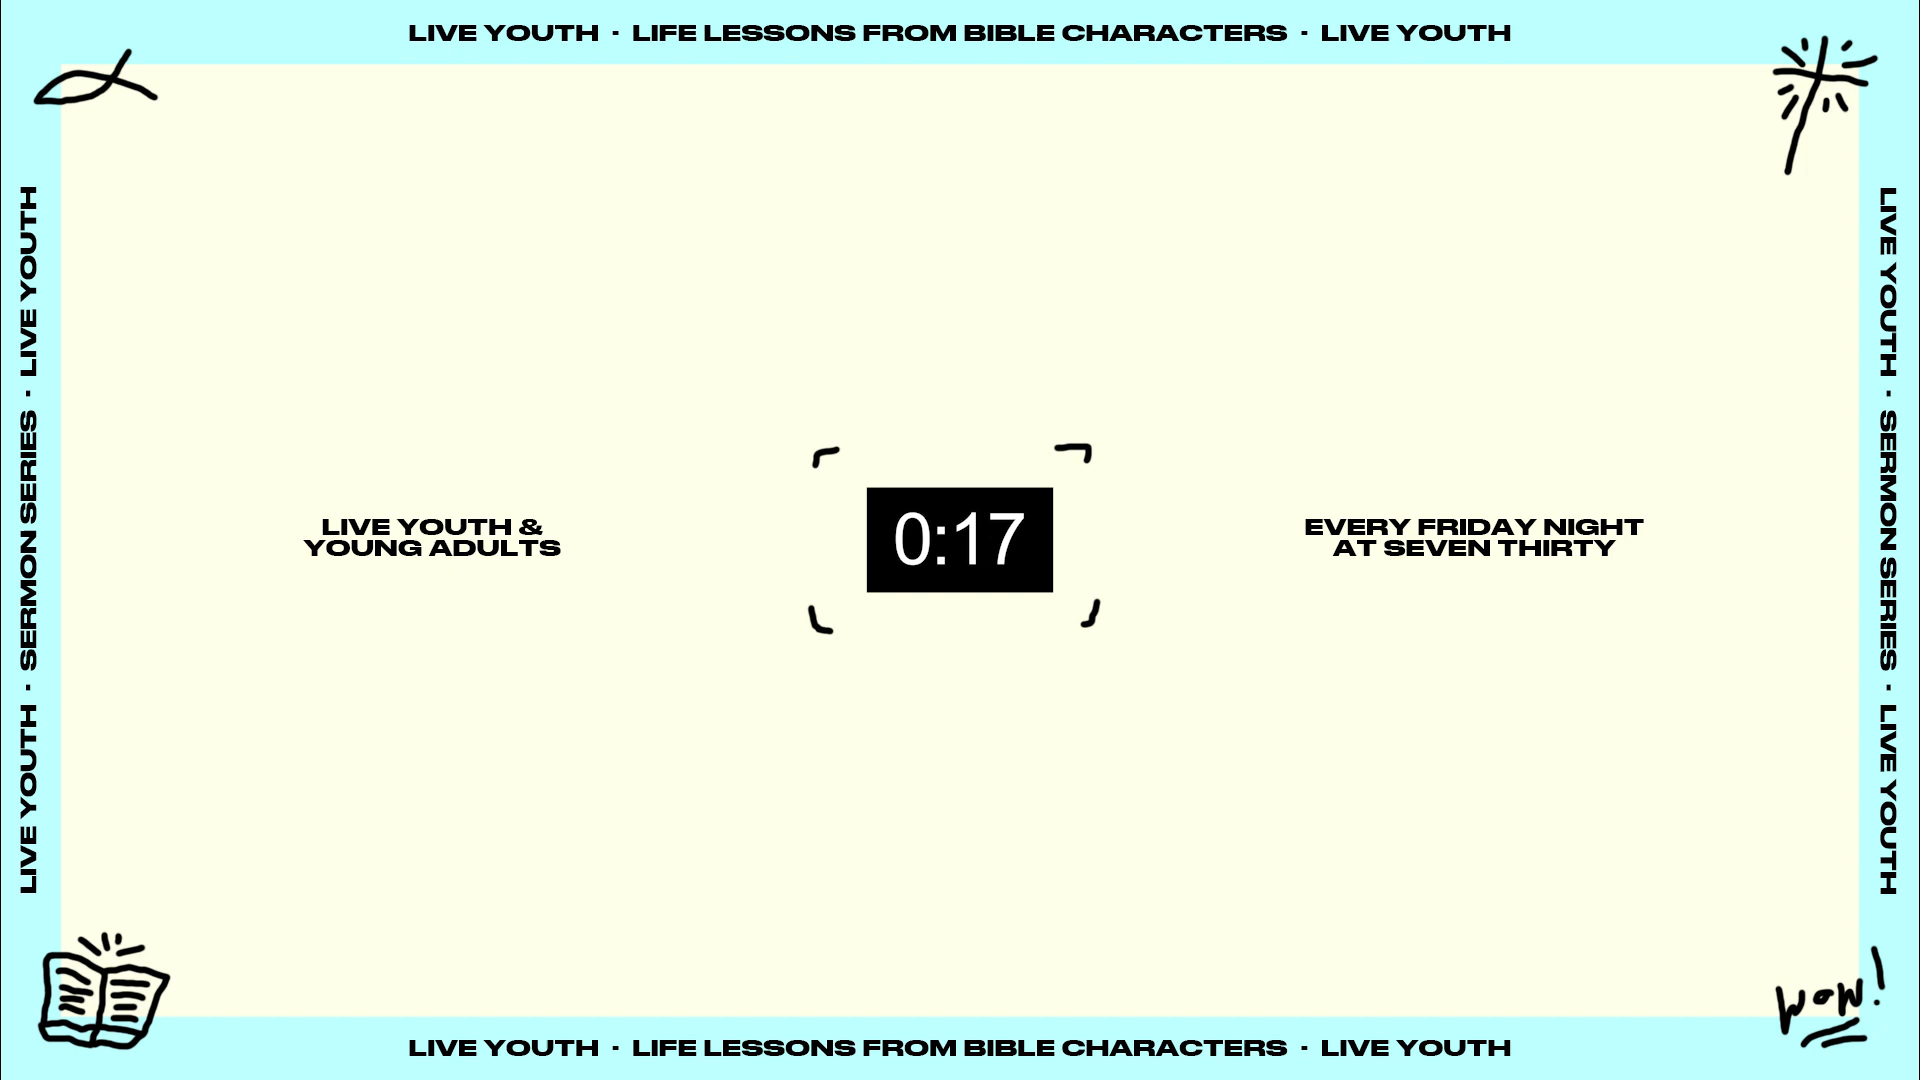 LIVE YOUTH · LIFE LESSONS FROM BIBLE CHARACTERS · LIVE YOUTH
LIVE YOUTH · SERMON SERIES · LIVE YOUTH
LIVE YOUTH &
YOUNG ADULTS
0:17
EVERY FRIDAY NIGHT
AT SEVEN THIRTY
LIVE YOUTH · SERMON SERIES · LIVE YOUTH
wow!
LIVE YOUTH · LIFE LESSONS FROM BIBLE CHARACTERS · LIVE YOUTH